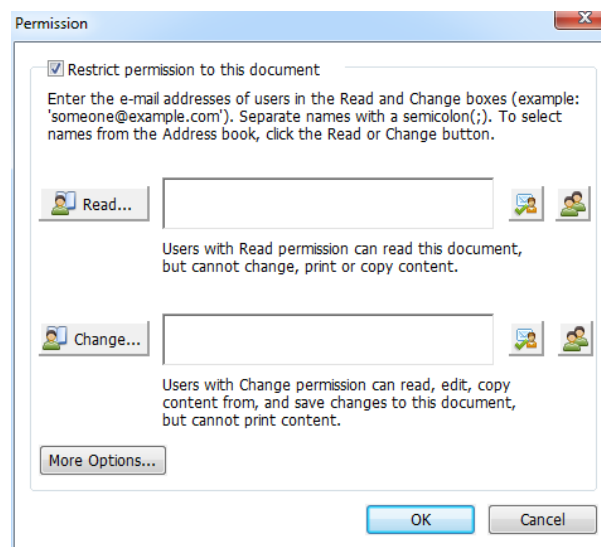 Permission
Restrict permission to this document
Enter the e-mail addresses of users in the Read and Change boxes (example:
'someone@example.com'). Separate names with a semicolon(;). To select
names from the Address book, click the Read or Change button.
Read...
Users with Read permission can read this document,
but cannot change, print or copy content.
Change...
Users with Change permission can read, edit, copy
content from, and save changes to this document,
but cannot print content.
More Options...
OK Cancel